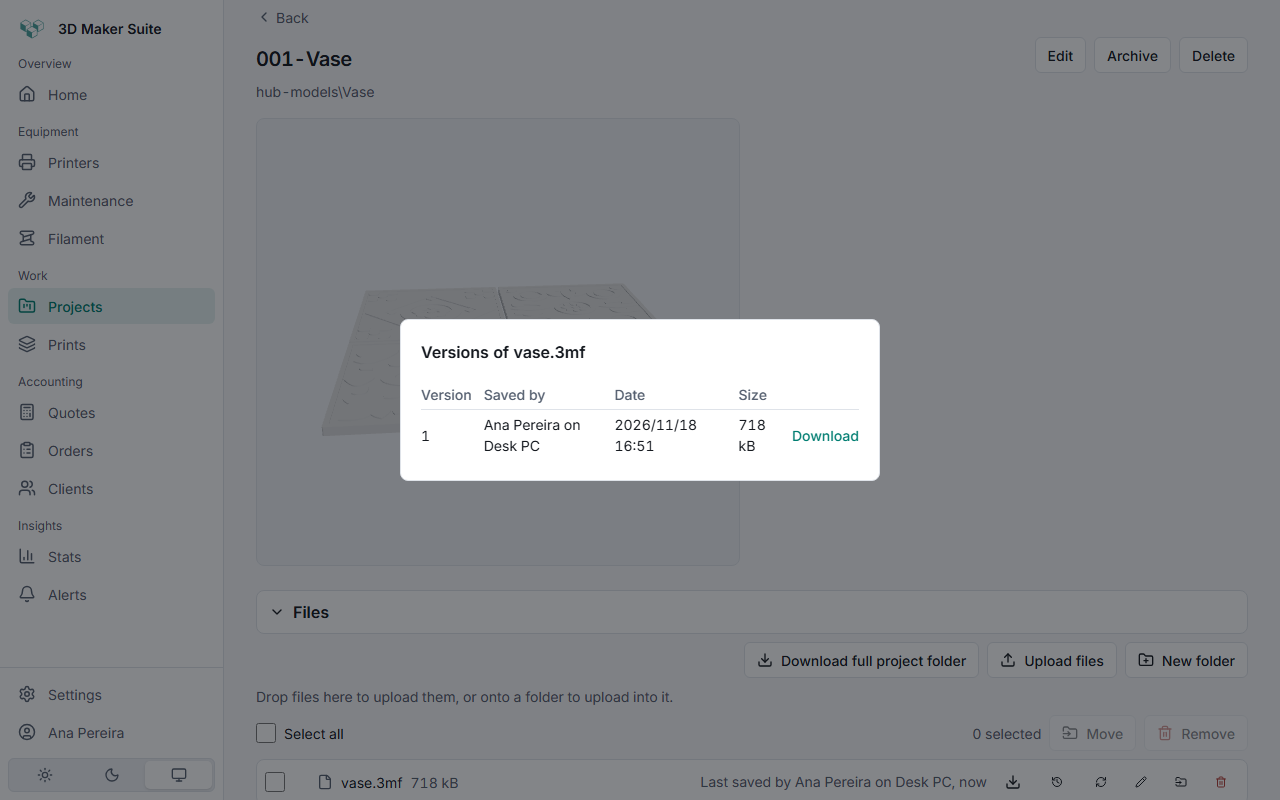 3D Maker Suite
Overview
Home
Equipment
Printers
Maintenance
Filament
Work
Projects
Prints
Accounting
Quotes
Orders
Clients
Insights
Stats
Alerts
Settings
Ana Pereira
Back
001-Vase
Edit
Archive
Delete
hub-models\Vase
Versions of vase.3mf
Version Saved by Date Size
1 Ana Pereira on Desk PC 2026/11/18 16:51 718 kB Download
Files
Download full project folder
Upload files
New folder
Drop files here to upload them, or onto a folder to upload into it.
Select all
0 selected
Move
Remove
vase.3mf 718 kB
Last saved by Ana Pereira on Desk PC, now